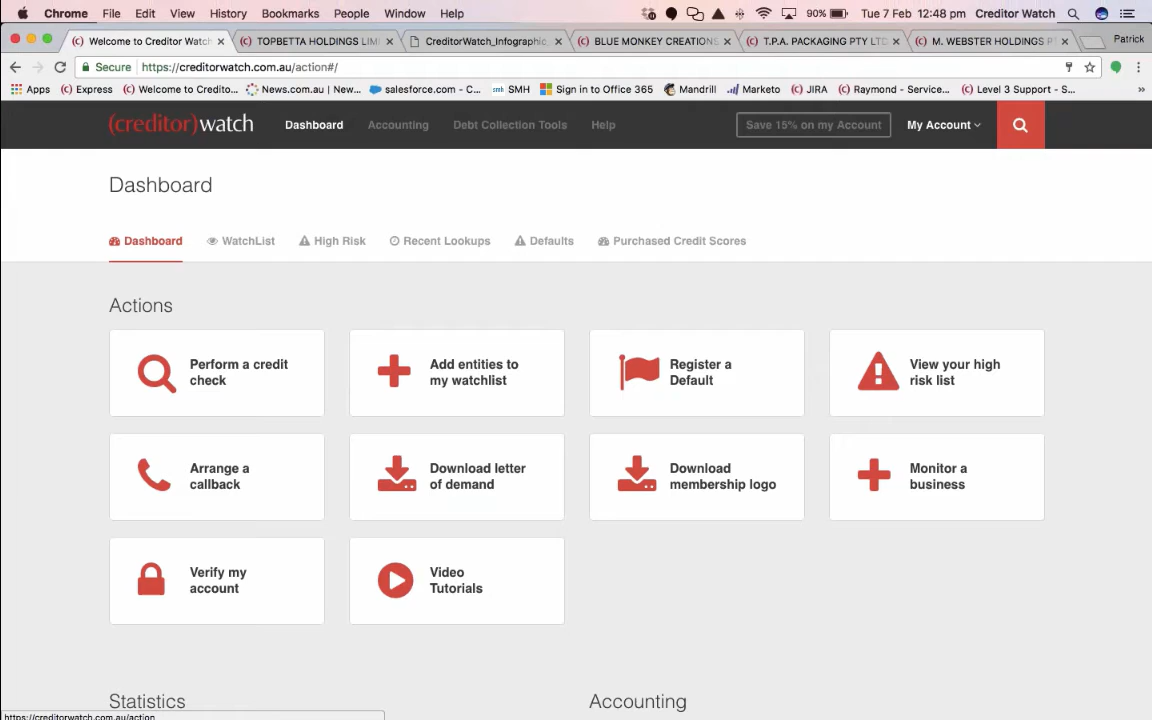 Chrome File Edit View History Bookmarks People Window Help 90% Tue 7 Feb 12:48 pm Creditor Watch
Welcome to Creditor Watch TOPBETTA HOLDINGS LIMI CreditorWatch_Infographic BLUE MONKEY CREATIONS T.P.A. PACKAGING PTY LTD M. WEBSTER HOLDINGS P Patrick
Secure https://creditorwatch.com.au/action#/
Apps Express Welcome to Credito... News.com.au | New... salesforce.com - C... smh SMH Sign in to Office 365 Mandrill Marketo JIRA Raymond - Service... Level 3 Support - S... »
(creditor)watch Dashboard Accounting Debt Collection Tools Help Save 15% on my Account My Account
Dashboard
Dashboard WatchList High Risk Recent Lookups Defaults Purchased Credit Scores
Actions
Perform a credit
check
Add entities to
my watchlist
Register a
Default
View your high
risk list
Arrange a
callback
Download letter
of demand
Download
membership logo
Monitor a
business
Verify my
account
Video
Tutorials
Statistics Accounting
https://creditorwatch.com.au/action